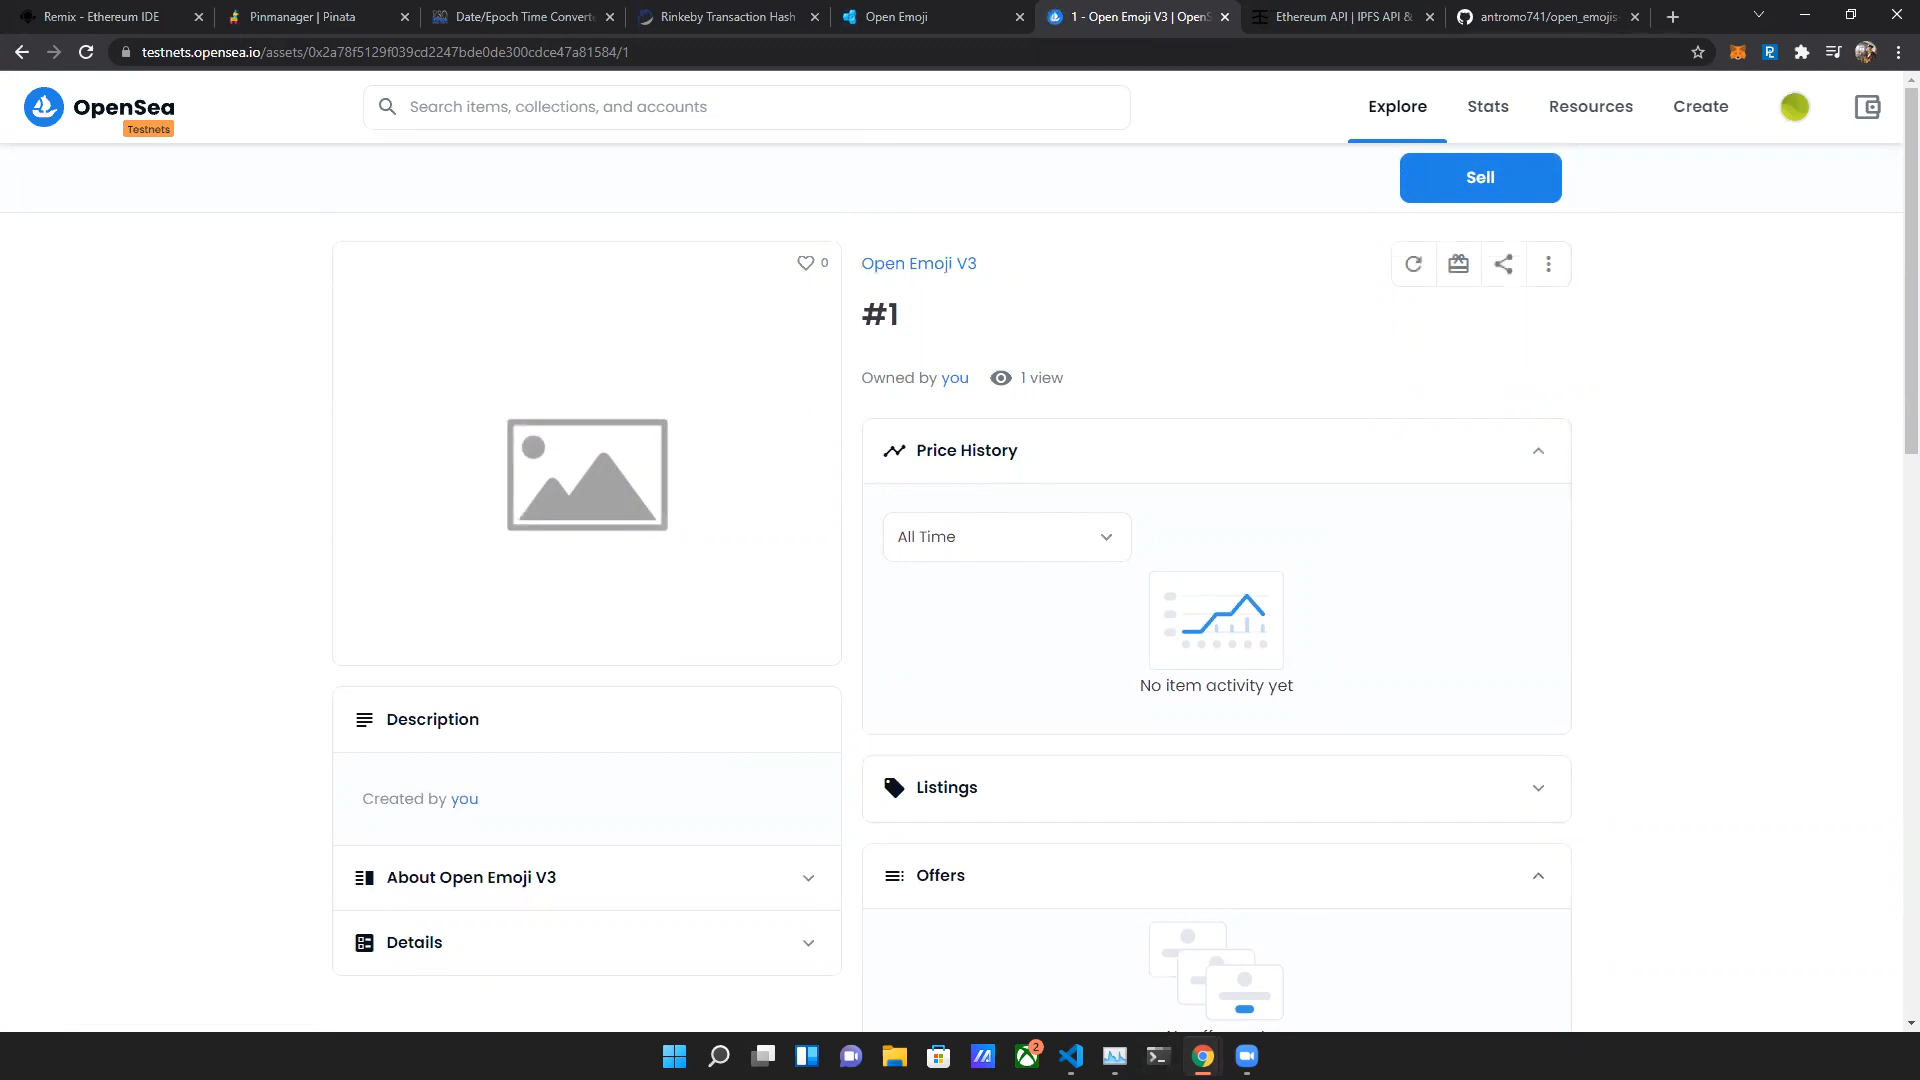 Remix - Ethereum IDE
Pinmanager | Pinata
Date/Epoch Time Converte
Rinkeby Transaction Hash
Open Emoji
1 - Open Emoji V3 | OpenS
Ethereum API | IPFS API &
antromo741/open_emojis
testnets.opensea.io/assets/0x2a78f5129f039cd2247bde0de300cdce47a81584/1
OpenSea
Testnets
Search items, collections, and accounts
Explore
Stats
Resources
Create
Sell
0
Open Emoji V3
#1
Owned by you
1 view
Price History
All Time
No item activity yet
Description
Created by you
About Open Emoji V3
Details
Listings
Offers
2